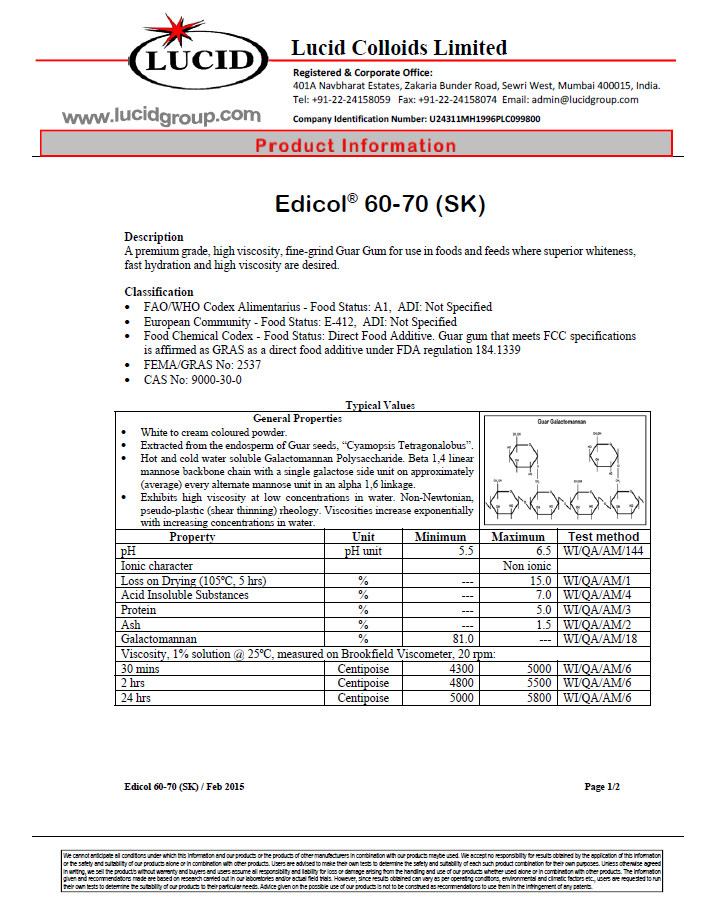 LUCID
Lucid Colloids Limited
Registered & Corporate Office:
401A Navbharat Estates, Zakaria Bunder Road, Sewri West, Mumbai 400015, India.
Tel: +91-22-24158059 Fax: +91-22-24158074 Email: admin@lucidgroup.com
www.lucidgroup.com
Company Identification Number: U24311MH1996PLC099800
Product Information
Edicol® 60-70 (SK)
Description
A premium grade, high viscosity, fine-grind Guar Gum for use in foods and feeds where superior whiteness,
fast hydration and high viscosity are desired.
Classification
• FAO/WHO Codex Alimentarius - Food Status: A1, ADI: Not Specified
• European Community - Food Status: E-412, ADI: Not Specified
• Food Chemical Codex - Food Status: Direct Food Additive. Guar gum that meets FCC specifications
is affirmed as GRAS as a direct food additive under FDA regulation 184.1339
• FEMA/GRAS No: 2537
• CAS No: 9000-30-0
Typical Values
General Properties
• White to cream coloured powder.
• Extracted from the endosperm of Guar seeds, “Cyamopsis Tetragonalobus”.
• Hot and cold water soluble Galactomannan Polysaccharide. Beta 1,4 linear
mannose backbone chain with a single galactose side unit on approximately
(average) every alternate mannose unit in an alpha 1,6 linkage.
• Exhibits high viscosity at low concentrations in water. Non-Newtonian,
pseudo-plastic (shear thinning) rheology. Viscosities increase exponentially
with increasing concentrations in water.
Guar Galactomannan
Property Unit Minimum Maximum Test method
pH pH unit 5.5 6.5 WI/QA/AM/144
Ionic character Non ionic
Loss on Drying (105ºC, 5 hrs) % --- 15.0 WI/QA/AM/1
Acid Insoluble Substances % --- 7.0 WI/QA/AM/4
Protein % --- 5.0 WI/QA/AM/3
Ash % --- 1.5 WI/QA/AM/2
Galactomannan % 81.0 --- WI/QA/AM/18
Viscosity, 1% solution @ 25ºC, measured on Brookfield Viscometer, 20 rpm:
30 mins Centipoise 4300 5000 WI/QA/AM/6
2 hrs Centipoise 4800 5500 WI/QA/AM/6
24 hrs Centipoise 5000 5800 WI/QA/AM/6
Edicol 60-70 (SK) / Feb 2015 Page 1/2
We cannot anticipate all conditions under which this information and our products or the products of other manufacturers in combination with our products maybe used. We accept no responsibility for results obtained by the application of this information
or the safety and suitability of our products alone or in combination with other products. Users are advised to make their own tests to determine the safety and suitability of each such product combination for their own purposes. Unless otherwise agreed
in writing, we sell the product/s without warranty and buyers and users assume all responsibility and liability for loss or damage arising from the handling and use of our products whether used alone or in combination with other products. The information
given and recommendations made are based on research carried out in our laboratories and/or actual field trials. However, since results obtained can vary as per operating conditions, environmental and climatic factors etc., users are requested to run
their own tests to determine the suitability of our products to their particular needs. Advice given on the possible use of our products is not to be construed as recommendations to use them in the infringement of any patents.